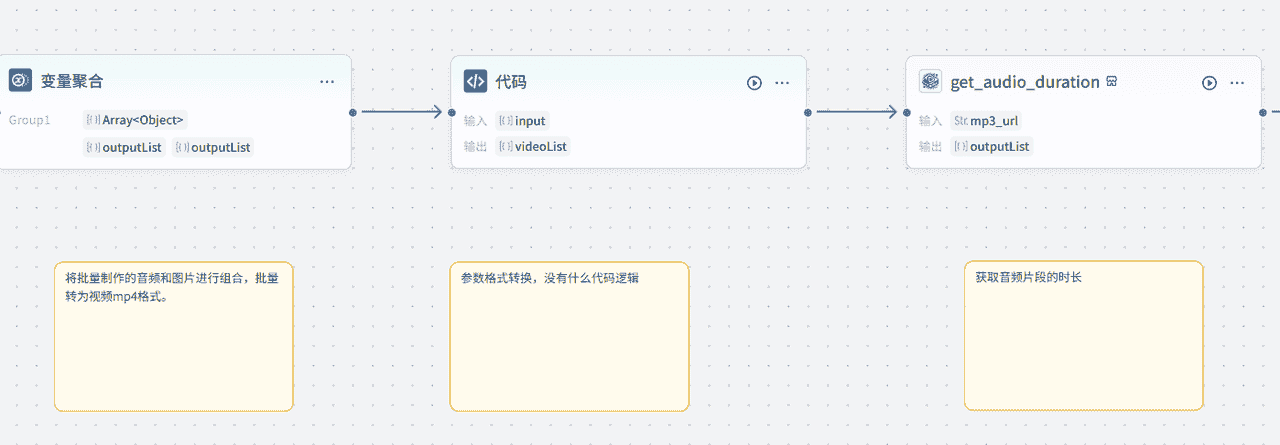 变量聚合
Group1 [()] Array<Object>
[()] outputList [()] outputList
代码
输入 [()] input
输出 [()] videoList
get_audio_duration
输入 Str. mp3_url
输出 [()] outputList
将批量制作的音频和图片进行组合，批量
转为视频mp4格式。
参数格式转换，没有什么代码逻辑
获取音频片段的时长